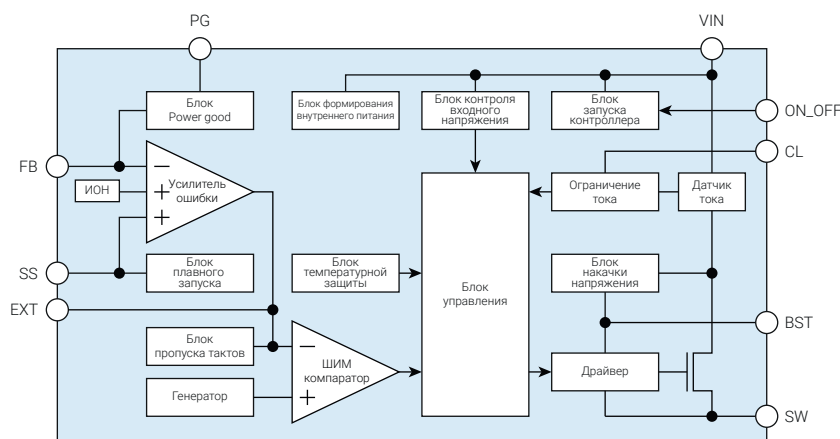 PG
VIN
Блок
Power good
Блок формирования
внутреннего питания
Блок контроля
входного
напряжения
Блок
запуска
контроллера
ON_OFF
FB
CL
ИОН
Усилитель
ошибки
Ограничение
тока
Датчик
тока
SS
Блок
плавного
запуска
Блок
температурной
защиты
Блок
управления
Блок
накачки
напряжения
EXT
BST
Блок
пропуска тактов
ШИМ
компаратор
Драйвер
Генератор
SW